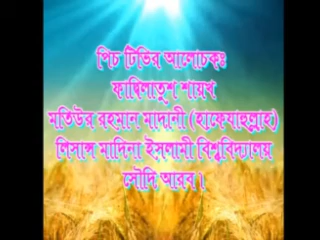 পিচ টিভির আলোচকঃ
ফাদ্বিলাতুশ শায়খ
মতিউর রহমান মাদানী (হাফেযাহুল্লাহ)
লিসান্স মাদিনা ইসলামী বিশ্ববিদ্যালয়
সৌদি আরব।